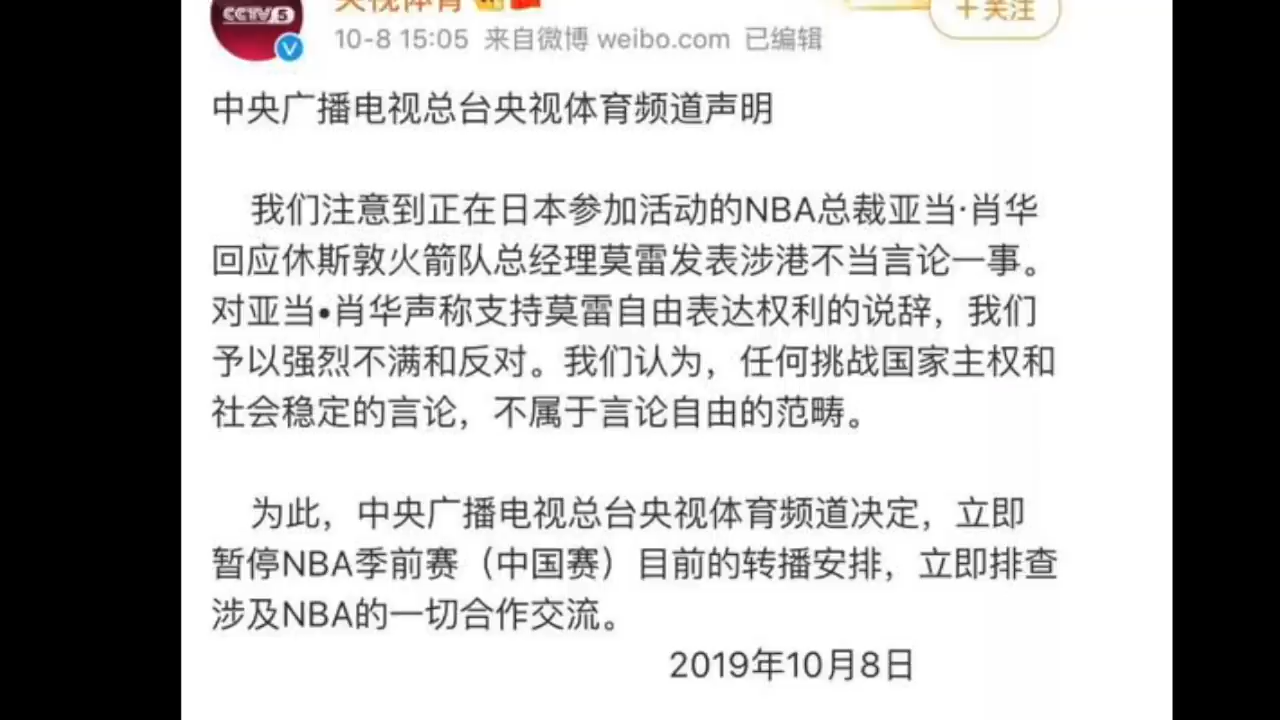 CCTV5
央视体育
+关注
10-8 15:05 来自微博 weibo.com 已编辑
中央广播电视总台央视体育频道声明
我们注意到正在日本参加活动的NBA总裁亚当·肖华
回应休斯敦火箭队总经理莫雷发表涉港不当言论一事。
对亚当•肖华声称支持莫雷自由表达权利的说辞，我们
予以强烈不满和反对。我们认为，任何挑战国家主权和
社会稳定的言论，不属于言论自由的范畴。
为此，中央广播电视总台央视体育频道决定，立即
暂停NBA季前赛（中国赛）目前的转播安排，立即排查
涉及NBA的一切合作交流。
2019年10月8日